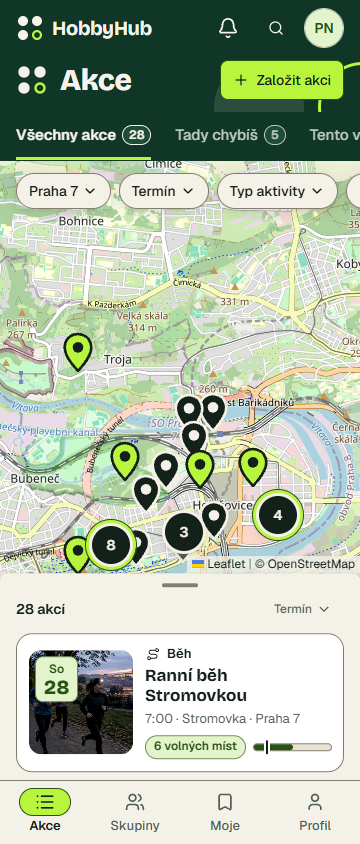 HobbyHub
PN
Akce
+ Založit akci
Všechny akce 28
Tady chybíš 5
Tento v
Čimice
Praha 7
Termín
Typ aktivity
Bohnice
Koby
Čimická
K Pazderkám
331 m
Velká skála
314 m
Palírka
267 m
Troja
260 m
st Barikádníků
Vltava
Bubenečský tunel
Bubeneč
Vltava
8
3
4
Leaflet | © OpenStreetMap
28 akcí
Termín
So
28
Běh
Ranní běh
Stromovkou
7:00 · Stromovka · Praha 7
6 volných míst
Akce
Skupiny
Moje
Profil